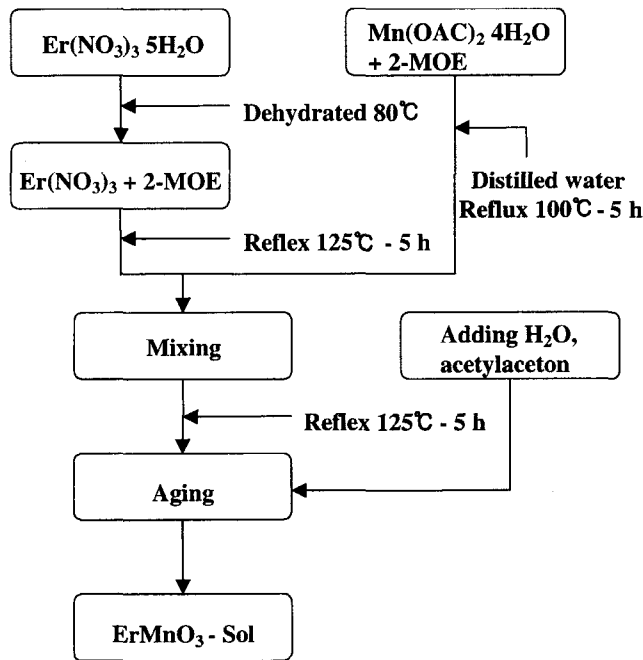 Er(NO₃)₃ 5H₂O
Mn(OAC)₂ 4H₂O
+ 2-MOE
Dehydrated 80℃
Er(NO₃)₃ + 2-MOE
Distilled water
Reflux 100℃ - 5 h
Reflex 125℃ - 5 h
Mixing
Adding H₂O,
acetylaceton
Reflex 125℃ - 5 h
Aging
ErMnO₃ - Sol